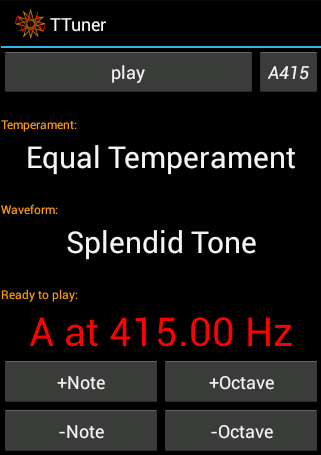 TTuner
play A415
Temperament:
Equal Temperament
Waveform:
Splendid Tone
Ready to play:
A at 415.00 Hz
+Note +Octave
-Note -Octave